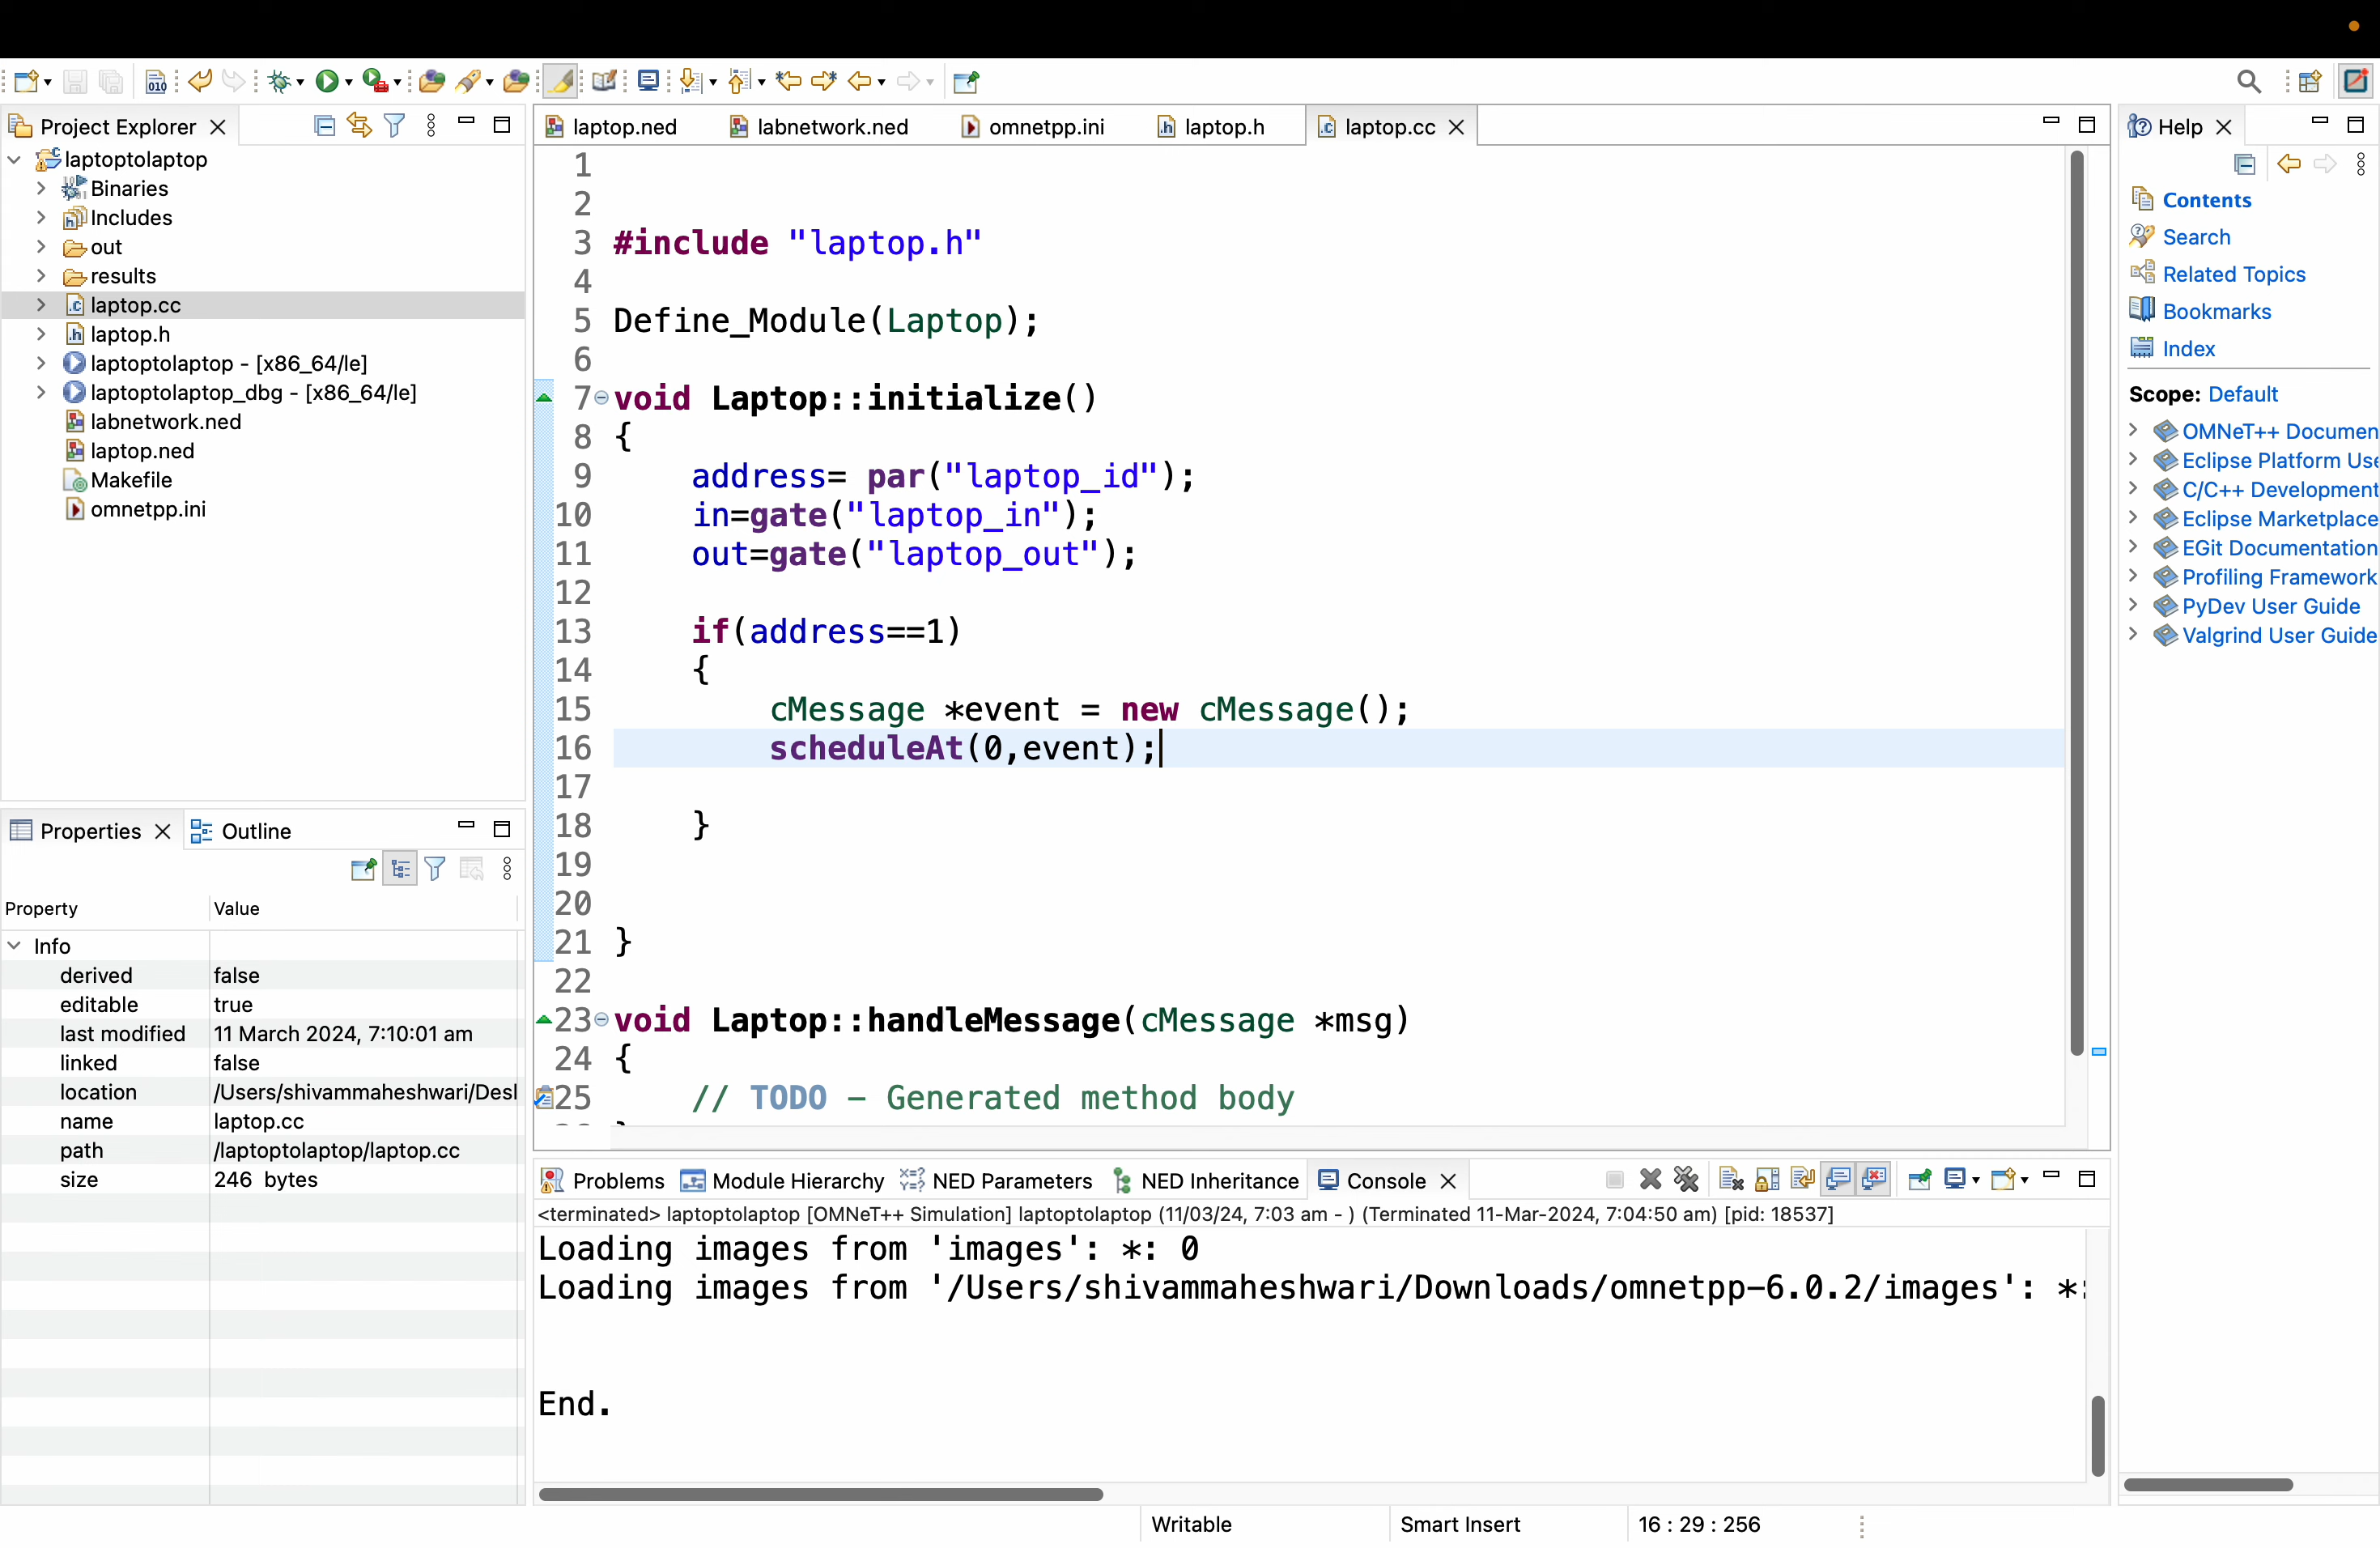 Project Explorer
laptoptolaptop
Binaries
Includes
out
results
laptop.cc
laptop.h
laptoptolaptop - [x86_64/le]
laptoptolaptop_dbg - [x86_64/le]
labnetwork.ned
laptop.ned
Makefile
omnetpp.ini
Properties Outline
Property Value
Info
derived false
editable true
last modified 11 March 2024, 7:10:01 am
linked false
location /Users/shivammaheshwari/Desl
name laptop.cc
path /laptoptolaptop/laptop.cc
size 246 bytes
laptop.ned labnetwork.ned omnetpp.ini laptop.h laptop.cc
1
2
3 #include "laptop.h"
4
5 Define_Module(Laptop);
6
7 void Laptop::initialize()
8 {
9 address= par("laptop_id");
10 in=gate("laptop_in");
11 out=gate("laptop_out");
12
13 if(address==1)
14 {
15 cMessage *event = new cMessage();
16 scheduleAt(0,event);
17
18 }
19
20
21 }
22
23 void Laptop::handleMessage(cMessage *msg)
24 {
25 // TODO - Generated method body
Problems Module Hierarchy NED Parameters NED Inheritance Console
<terminated> laptoptolaptop [OMNeT++ Simulation] laptoptolaptop (11/03/24, 7:03 am - ) (Terminated 11-Mar-2024, 7:04:50 am) [pid: 18537]
Loading images from 'images': *: 0
Loading images from '/Users/shivammaheshwari/Downloads/omnetpp-6.0.2/images': *:
End.
Writable Smart Insert 16 : 29 : 256
Help
Contents
Search
Related Topics
Bookmarks
Index
Scope: Default
OMNeT++ Documen
Eclipse Platform Use
C/C++ Development
Eclipse Marketplace
EGit Documentation
Profiling Framework
PyDev User Guide
Valgrind User Guide